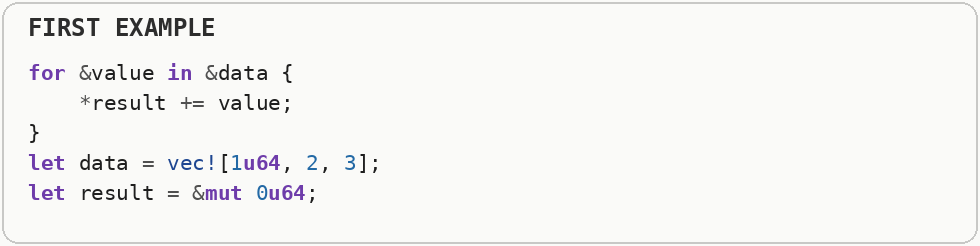 FIRST EXAMPLE
for &value in &data {
    *result += value;
}
let data = vec![1u64, 2, 3];
let result = &mut 0u64;